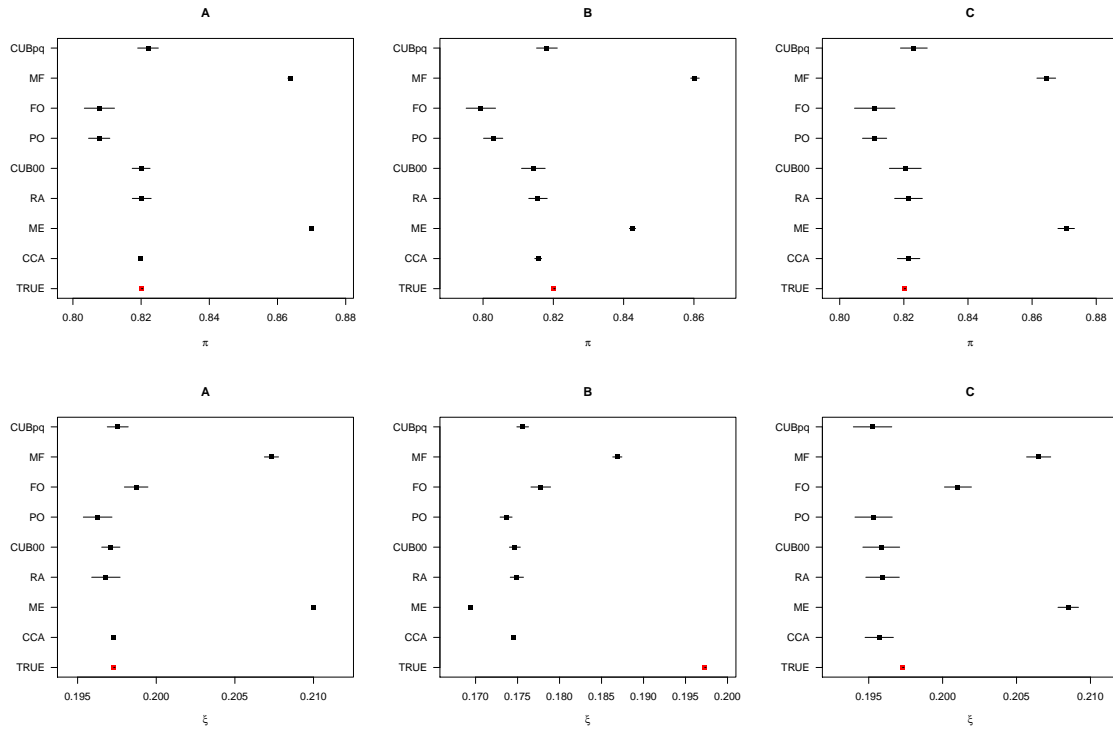 A
CUBpq
MF
FO
PO
CUB00
RA
ME
CCA
TRUE
0.80 0.82 0.84 0.86 0.88
π
B
CUBpq
MF
FO
PO
CUB00
RA
ME
CCA
TRUE
0.80 0.82 0.84 0.86
π
C
CUBpq
MF
FO
PO
CUB00
RA
ME
CCA
TRUE
0.80 0.82 0.84 0.86 0.88
π
A
CUBpq
MF
FO
PO
CUB00
RA
ME
CCA
TRUE
0.195 0.200 0.205 0.210
ξ
B
CUBpq
MF
FO
PO
CUB00
RA
ME
CCA
TRUE
0.170 0.175 0.180 0.185 0.190 0.195 0.200
ξ
C
CUBpq
MF
FO
PO
CUB00
RA
ME
CCA
TRUE
0.195 0.200 0.205 0.210
ξ